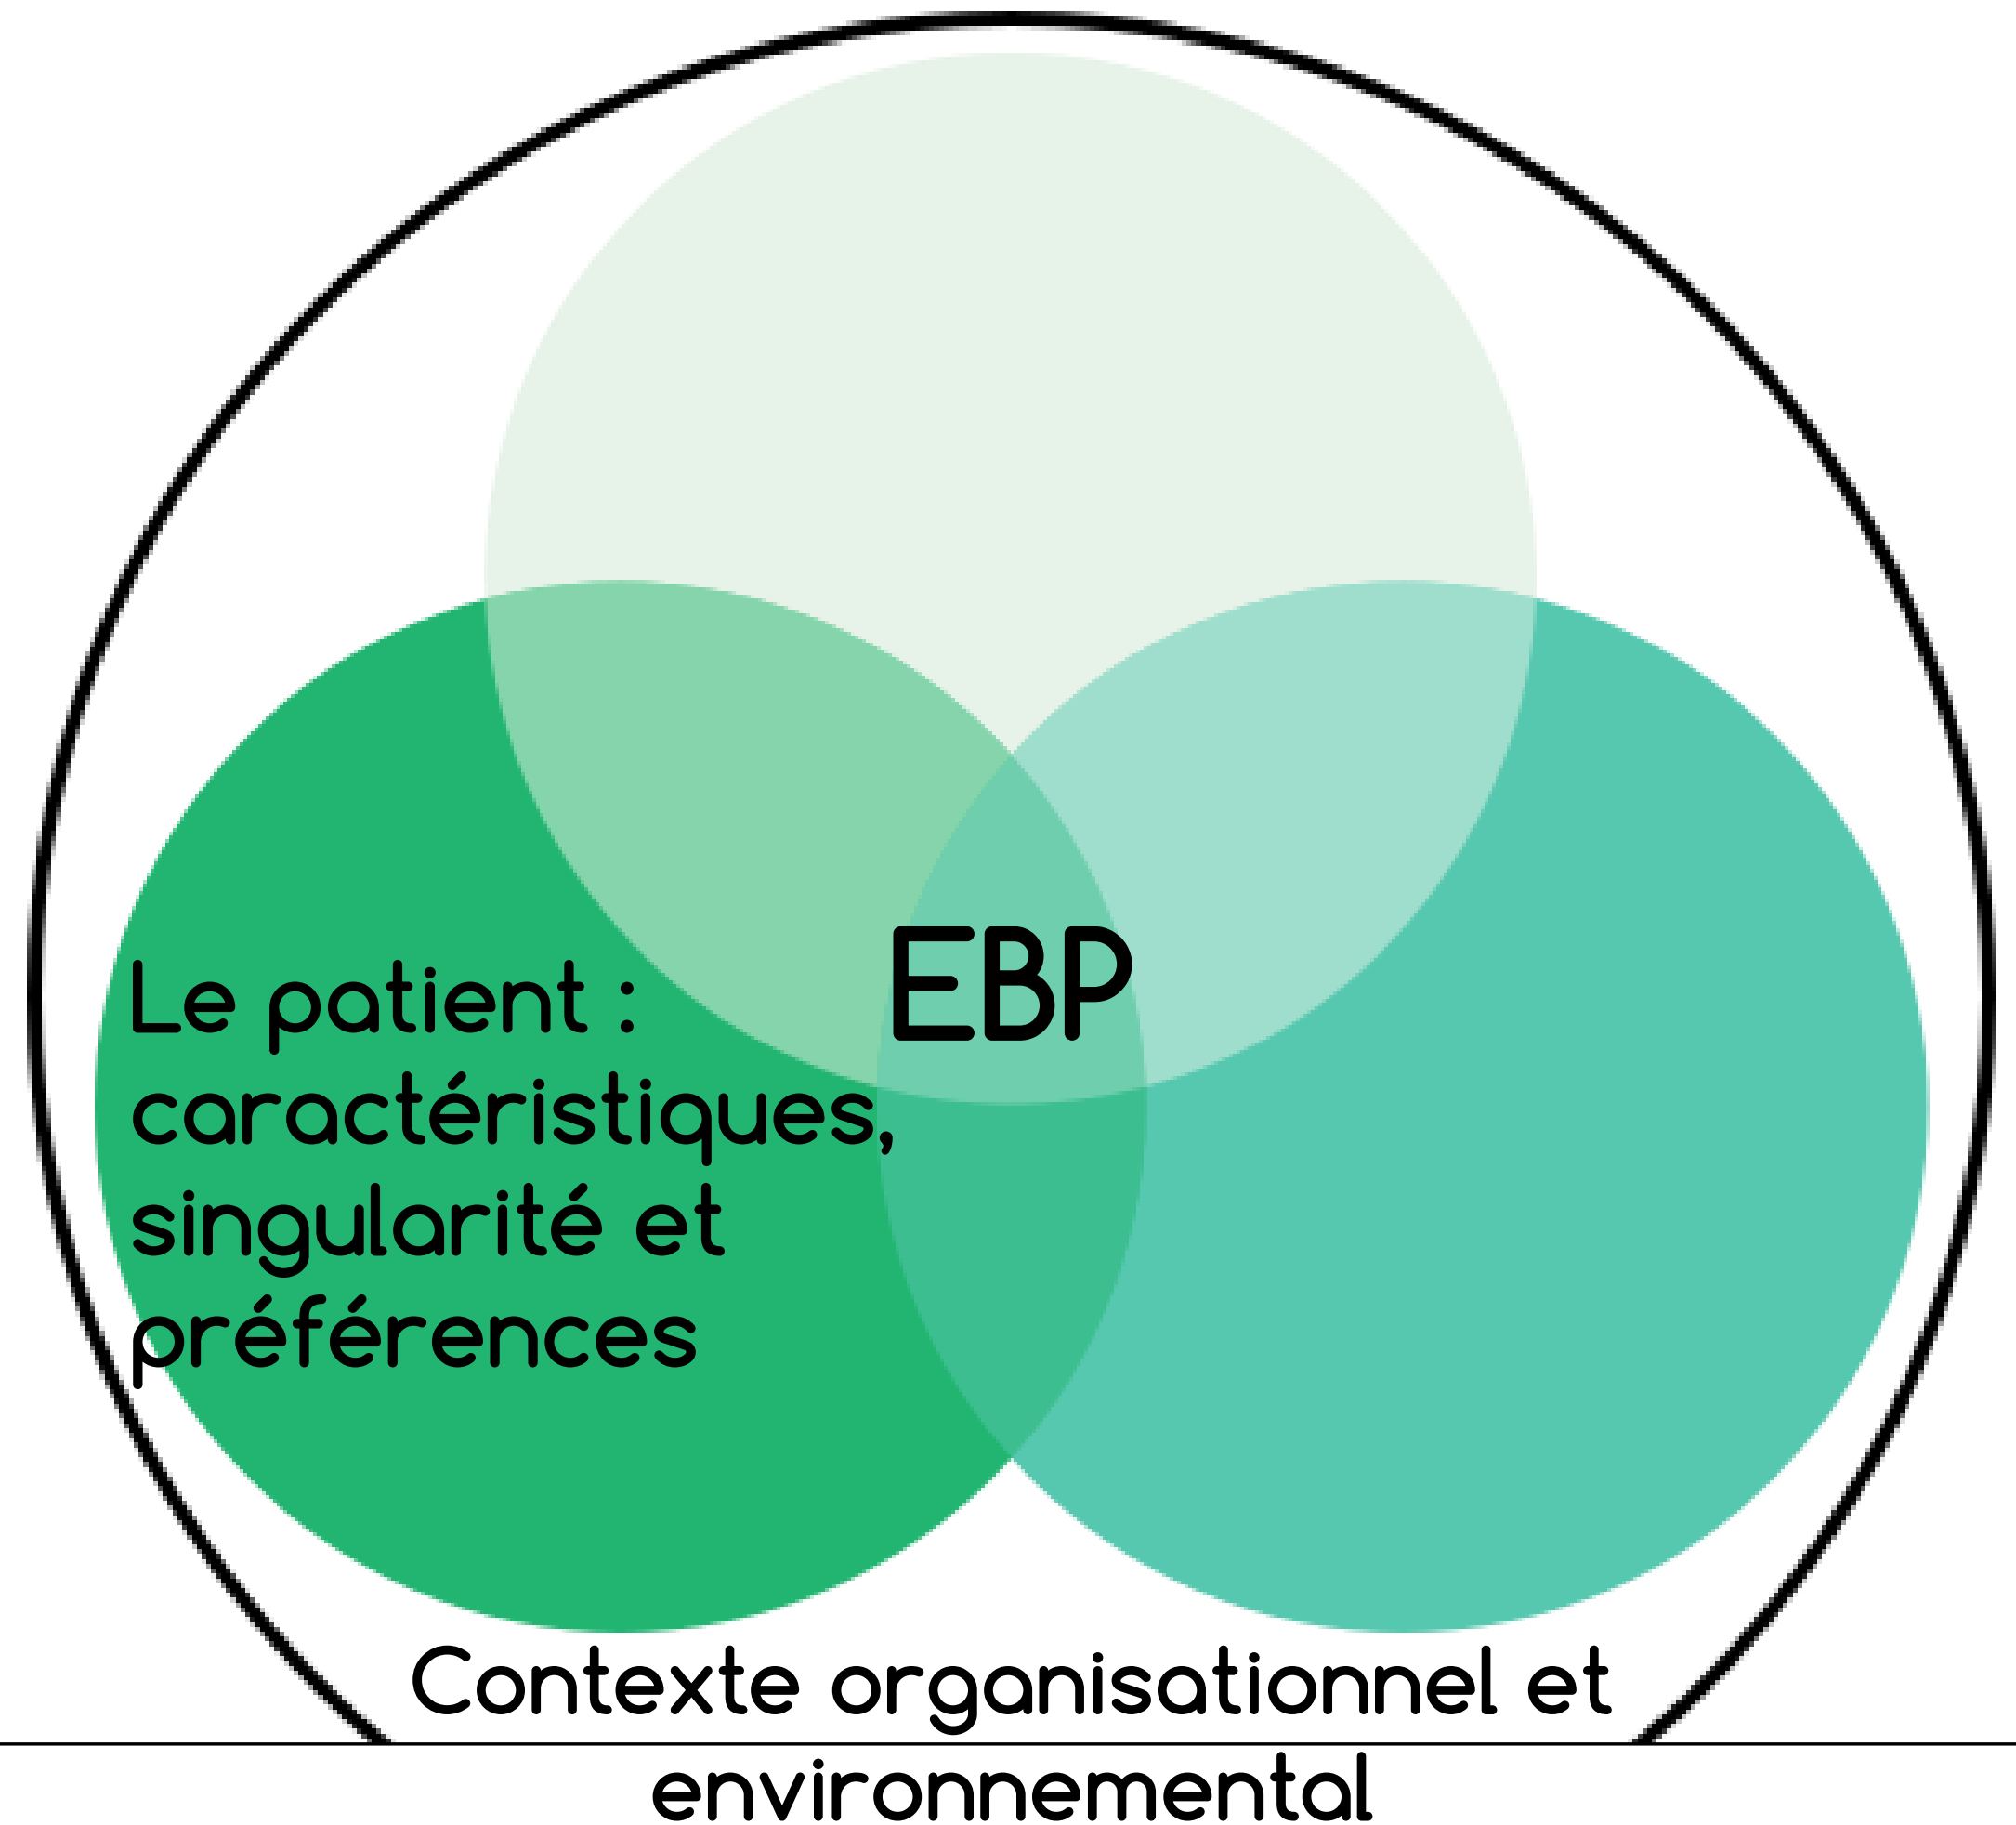 EBP
Le patient :
caractéristiques,
singularité et
préférences
Contexte organisationnel et
environnemental